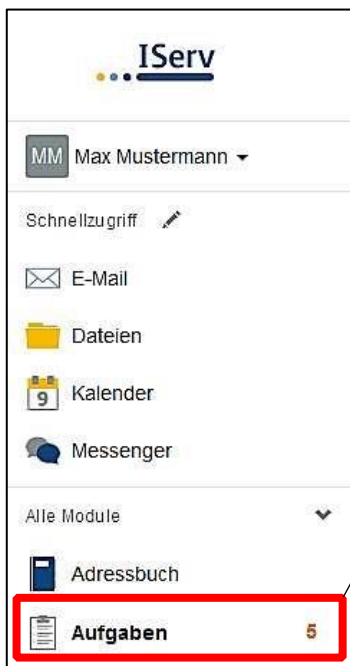 IServ
MM Max Mustermann
Schnellzugriff
E-Mail
Dateien
9 Kalender
Messenger
Alle Module
Adressbuch
Aufgaben 5